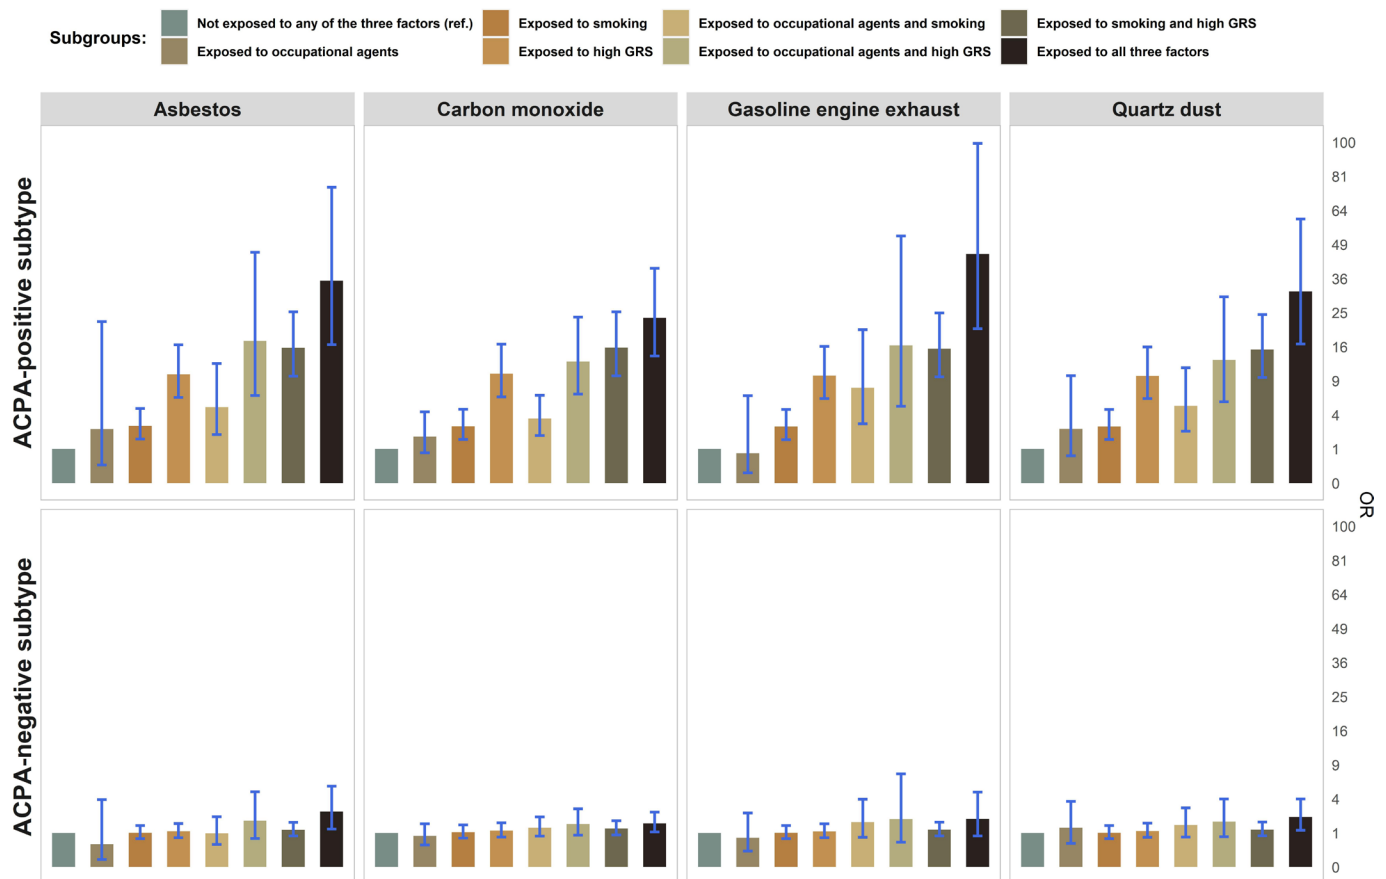 Subgroups:
Not exposed to any of the three factors (ref.)
Exposed to smoking
Exposed to occupational agents and smoking
Exposed to smoking and high GRS
Exposed to occupational agents
Exposed to high GRS
Exposed to occupational agents and high GRS
Exposed to all three factors
Asbestos
Carbon monoxide
Gasoline engine exhaust
Quartz dust
ACPA-positive subtype
100
81
64
49
36
25
16
9
4
1
0
OR
ACPA-negative subtype
100
81
64
49
36
25
16
9
4
1
0